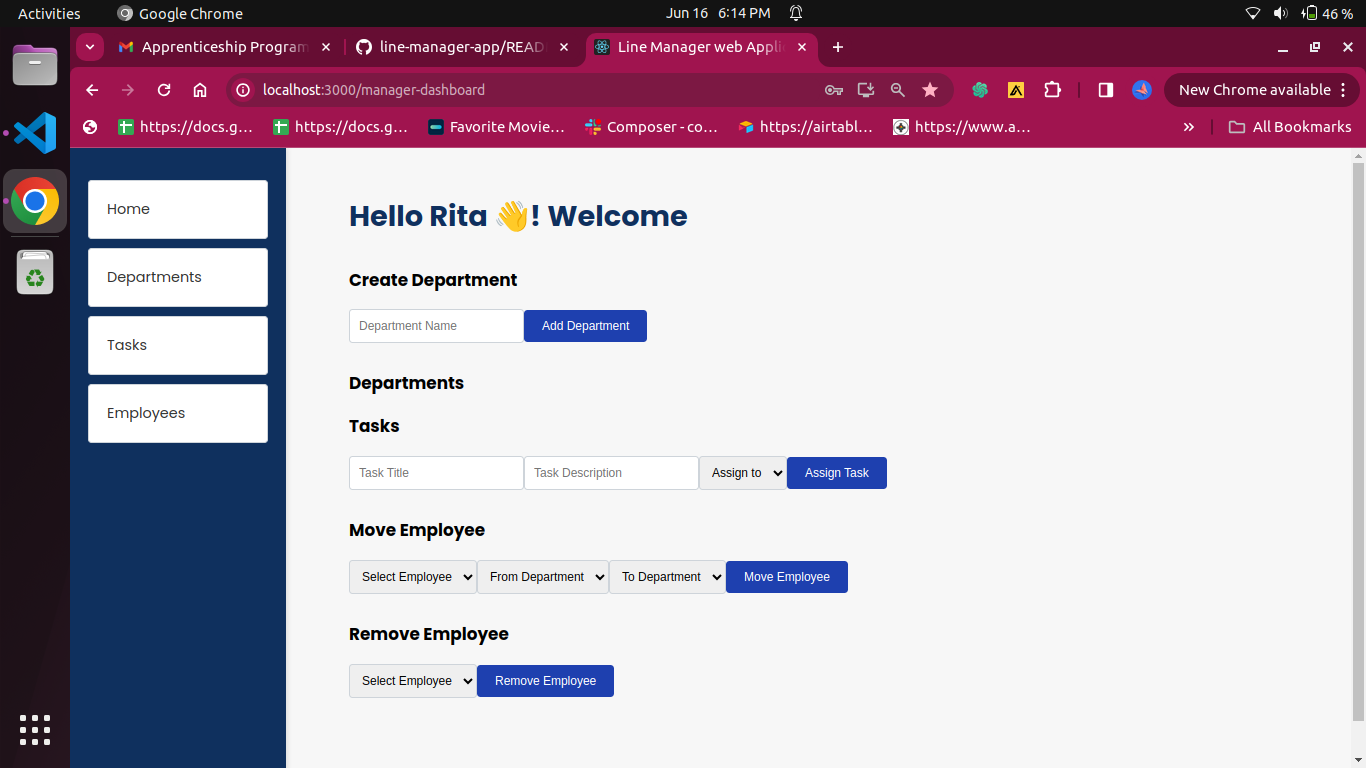 Activities Google Chrome Jun 16 6:14 PM 46 %
Apprenticeship Program line-manager-app/READ Line Manager web Appli
localhost:3000/manager-dashboard New Chrome available
https://docs.g… https://docs.g… Favorite Movie… Composer - co… https://airtabl… https://www.a… » All Bookmarks
Home
Departments
Tasks
Employees
Hello Rita 👋! Welcome
Create Department
Department Name Add Department
Departments
Tasks
Task Title Task Description Assign to Assign Task
Move Employee
Select Employee From Department To Department Move Employee
Remove Employee
Select Employee Remove Employee